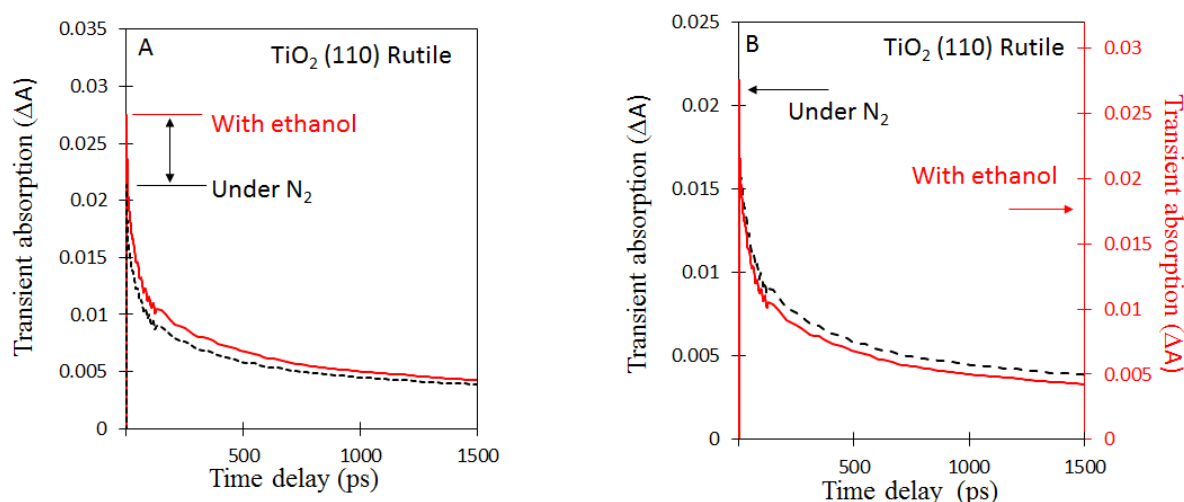 A
TiO₂ (110) Rutile
With ethanol
Under N₂
Transient absorption (ΔA)
0.035
0.03
0.025
0.02
0.015
0.01
0.005
0
500
1000
1500
Time delay (ps)
B
TiO₂ (110) Rutile
Under N₂
With ethanol
Transient absorption (ΔA)
0.025
0.02
0.015
0.01
0.005
0
500
1000
1500
Time delay (ps)
0.03
0.025
0.02
0.015
0.01
0.005
0
Transient absorption (ΔA)